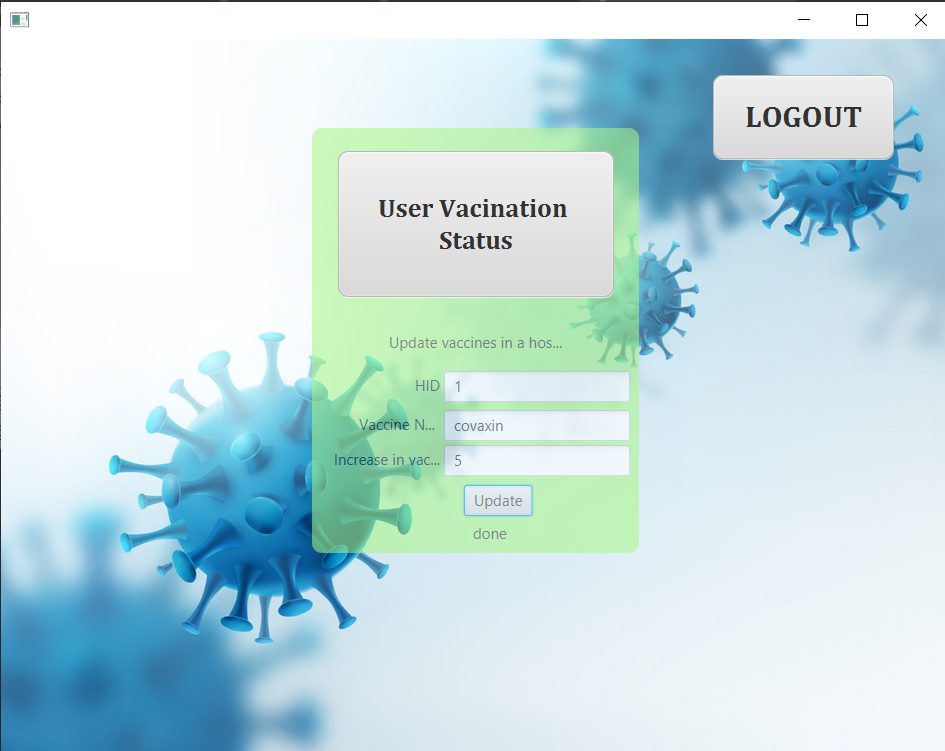 LOGOUT
User Vacination
Status
Update vaccines in a hos...
HID 1
Vaccine N... covaxin
Increase in vac... 5
Update
done